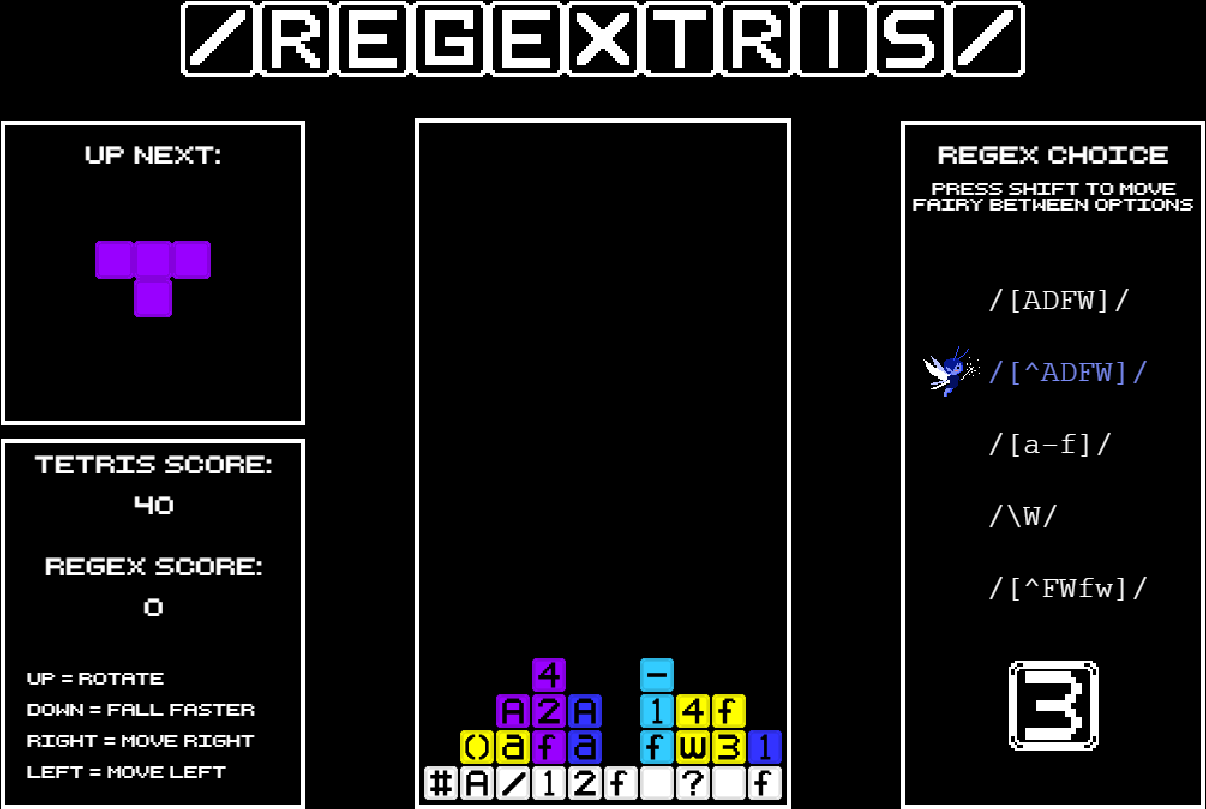 /REGEXTRIS/
UP NEXT:
TETRIS SCORE:
40
REGEX SCORE:
0
UP = ROTATE
DOWN = FALL FASTER
RIGHT = MOVE RIGHT
LEFT = MOVE LEFT
4 -
A 2 A 1 4 f
() a f a f w 3 1
# A / 1 2 f ? f
REGEX CHOICE
PRESS SHIFT TO MOVE
FAIRY BETWEEN OPTIONS
/[ADFW]/
/[^ADFW]/
/[a-f]/
/\W/
/[^FWfw]/
3